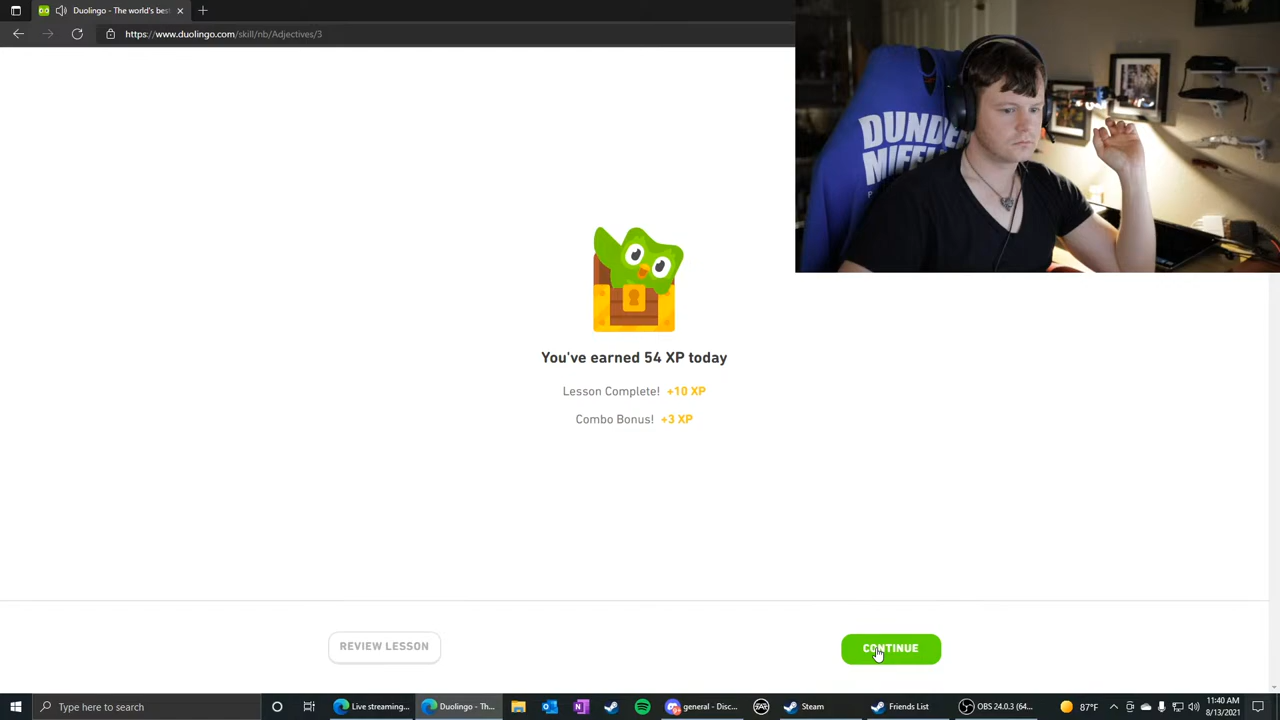 Duolingo - The world's bes
https://www.duolingo.com/skill/nb/Adjectives/3
DUNDE
MIFFL
You've earned 54 XP today
Lesson Complete! +10 XP
Combo Bonus! +3 XP
REVIEW LESSON
CONTINUE
Type here to search
Live streaming...
Duolingo - Th...
general - Disc...
Steam
Friends List
OBS 24.0.3 (64...
87°F
11:40 AM
8/13/2021